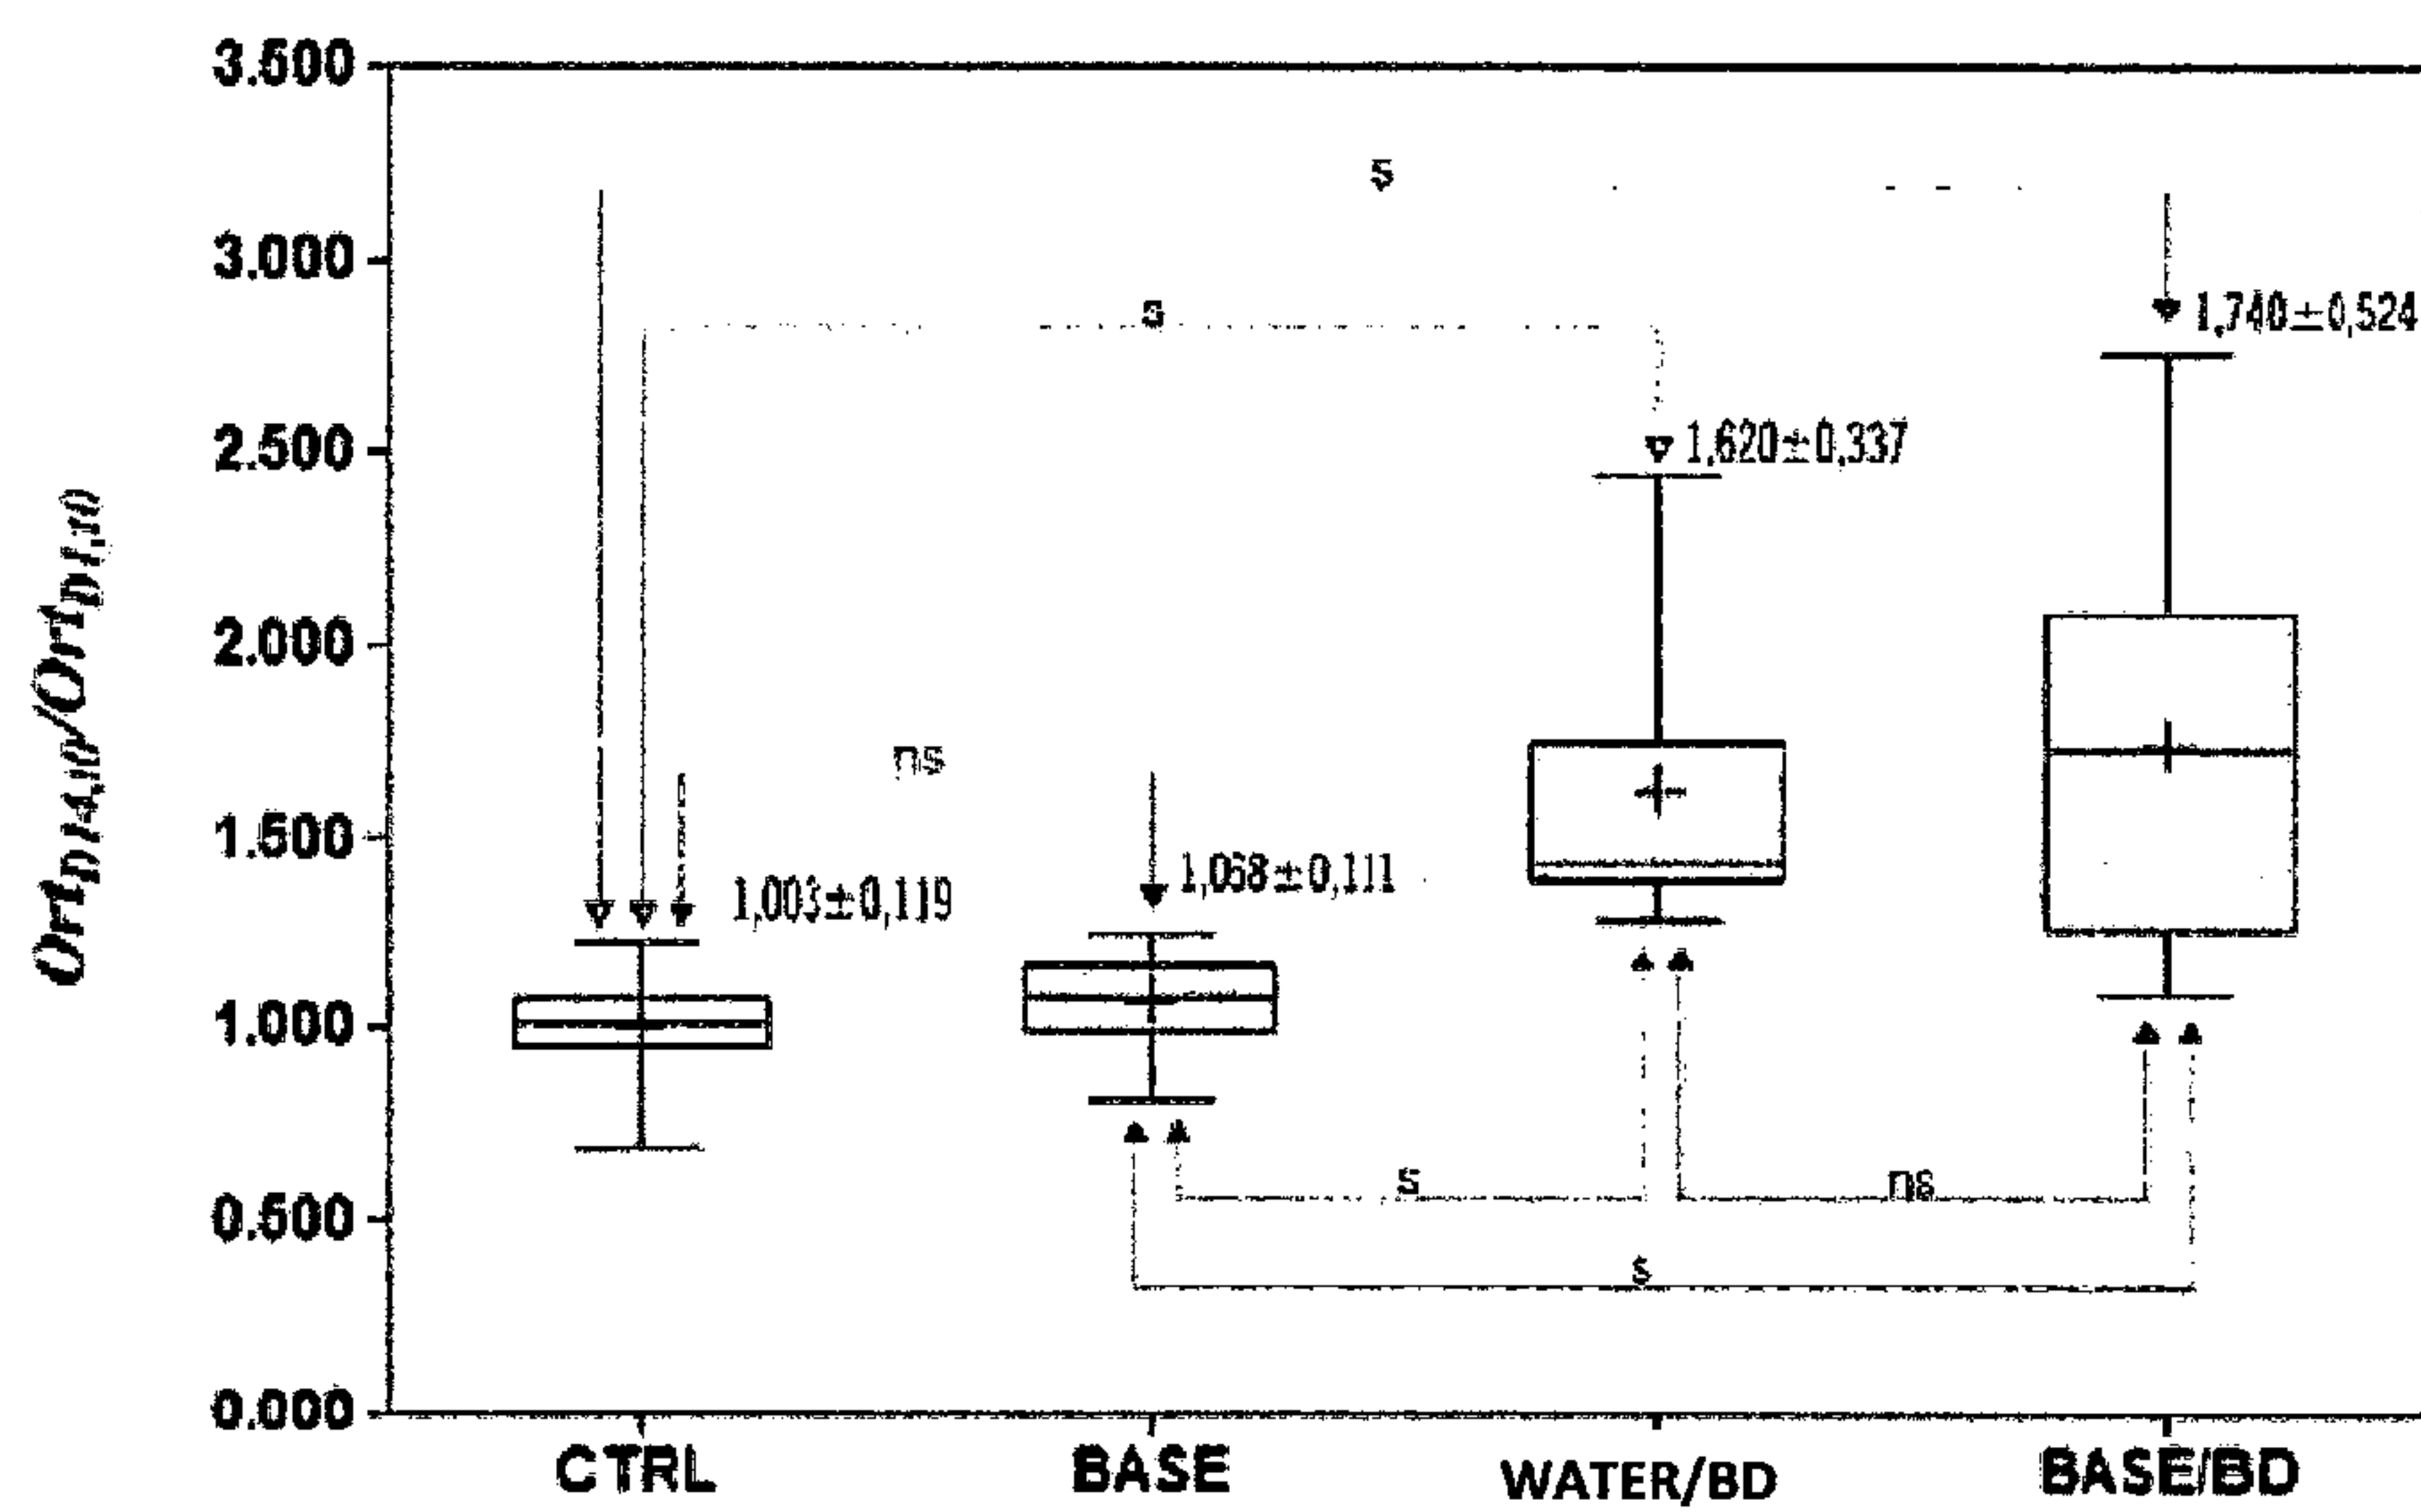 3.500
s
3.000
s
1,740±0,524
2.500
1,620±0,337
2.000
ns
1.500
1,068±0,111
1,003±0,119
1.000
s
ns
0.500
s
0.000
CTRL
BASE
WATER/BD
BASE/BD